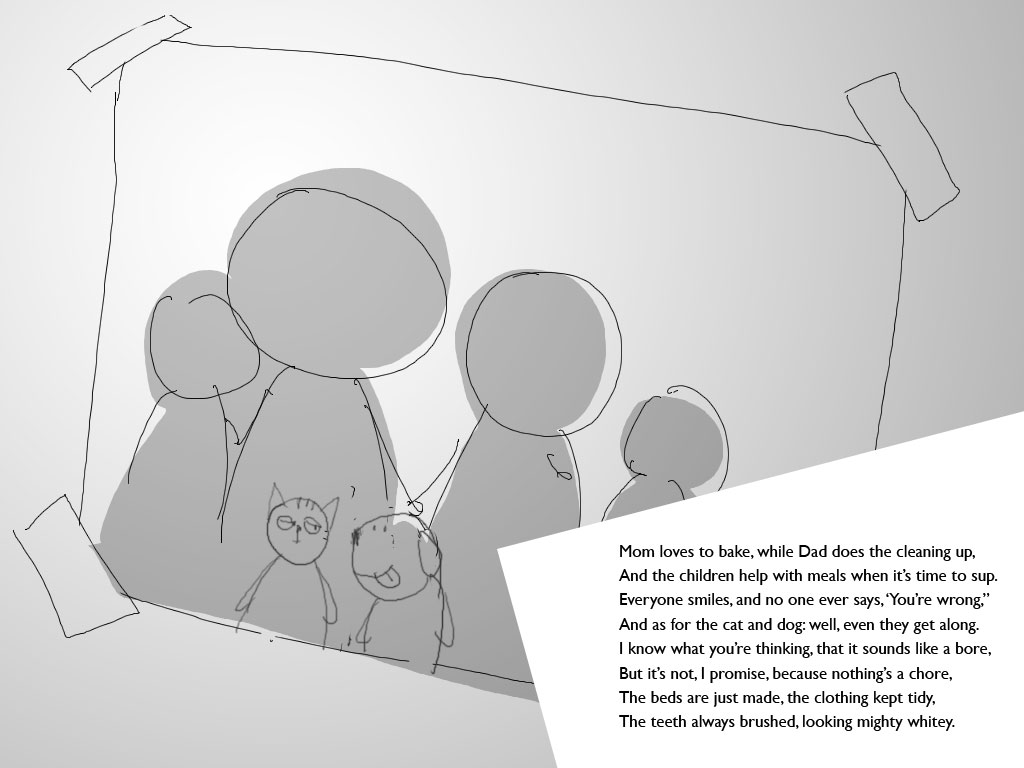 Mom loves to bake, while Dad does the cleaning up,
And the children help with meals when it's time to sup.
Everyone smiles, and no one ever says, 'You're wrong,”
And as for the cat and dog: well, even they get along.
I know what you're thinking, that it sounds like a bore,
But it's not, I promise, because nothing's a chore,
The beds are just made, the clothing kept tidy,
The teeth always brushed, looking mighty whitey.